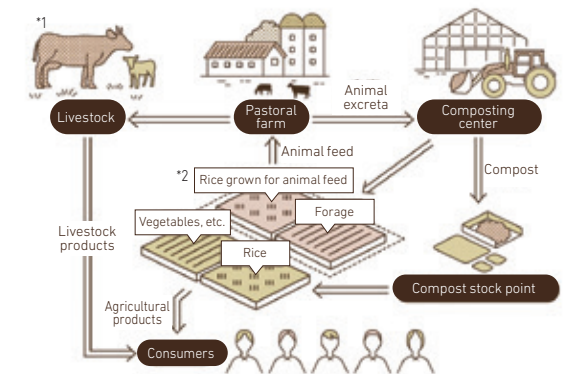 *1
Livestock
Pastoral
farm
Animal
excreta
Composting
center
Animal feed
*2
Rice grown for animal feed
Compost
Forage
Vegetables, etc.
Livestock
products
Rice
Compost stock point
Agricultural
products
Consumers